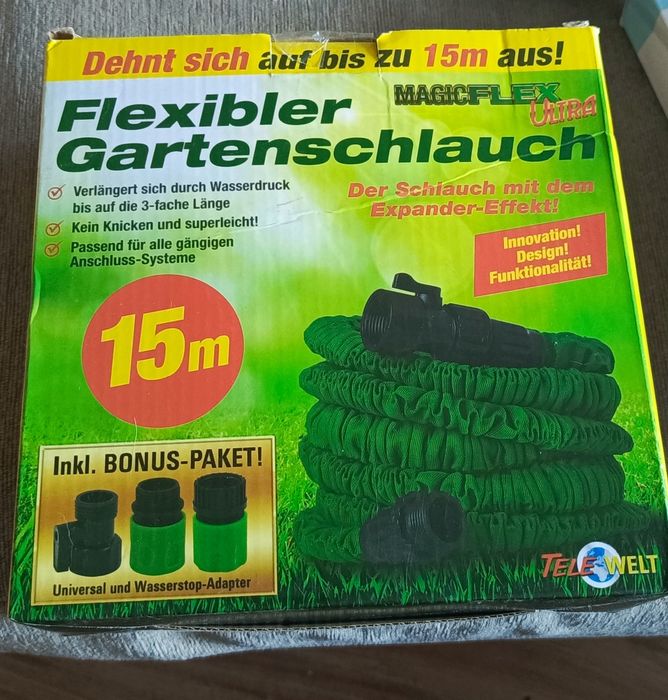 Dehnt sich auf bis zu 15m aus!
MAGICFLEX
ULTRA
Flexibler
Gartenschlauch
Verlängert sich durch Wasserdruck
bis auf die 3-fache Länge
Kein Knicken und superleicht!
Passend für alle gängigen
Anschluss-Systeme
Der Schlauch mit dem
Expander-Effekt!
Innovation!
Design!
Funktionalität!
15m
Inkl. BONUS-PAKET!
Universal und Wasserstop-Adapter
TELE WELT